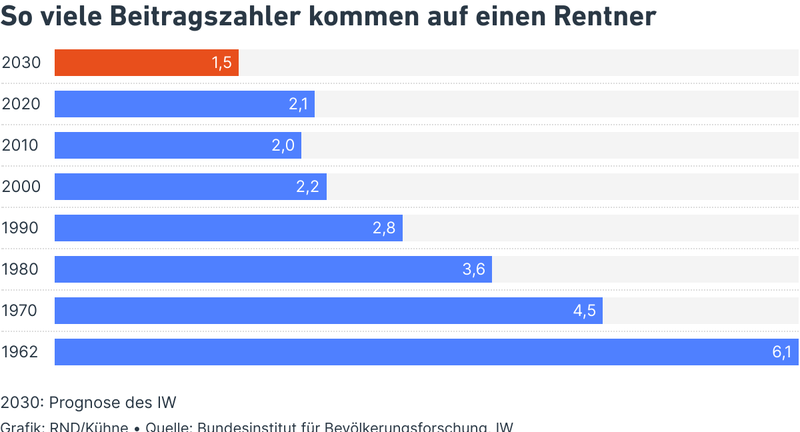 So viele Beitragszahler kommen auf einen Rentner
2030 1,5
2020 2,1
2010 2,0
2000 2,2
1990 2,8
1980 3,6
1970 4,5
1962 6,1
2030: Prognose des IW
Grafik: RND/Kühne • Quelle: Bundesinstitut für Bevölkerungsforschung, IW